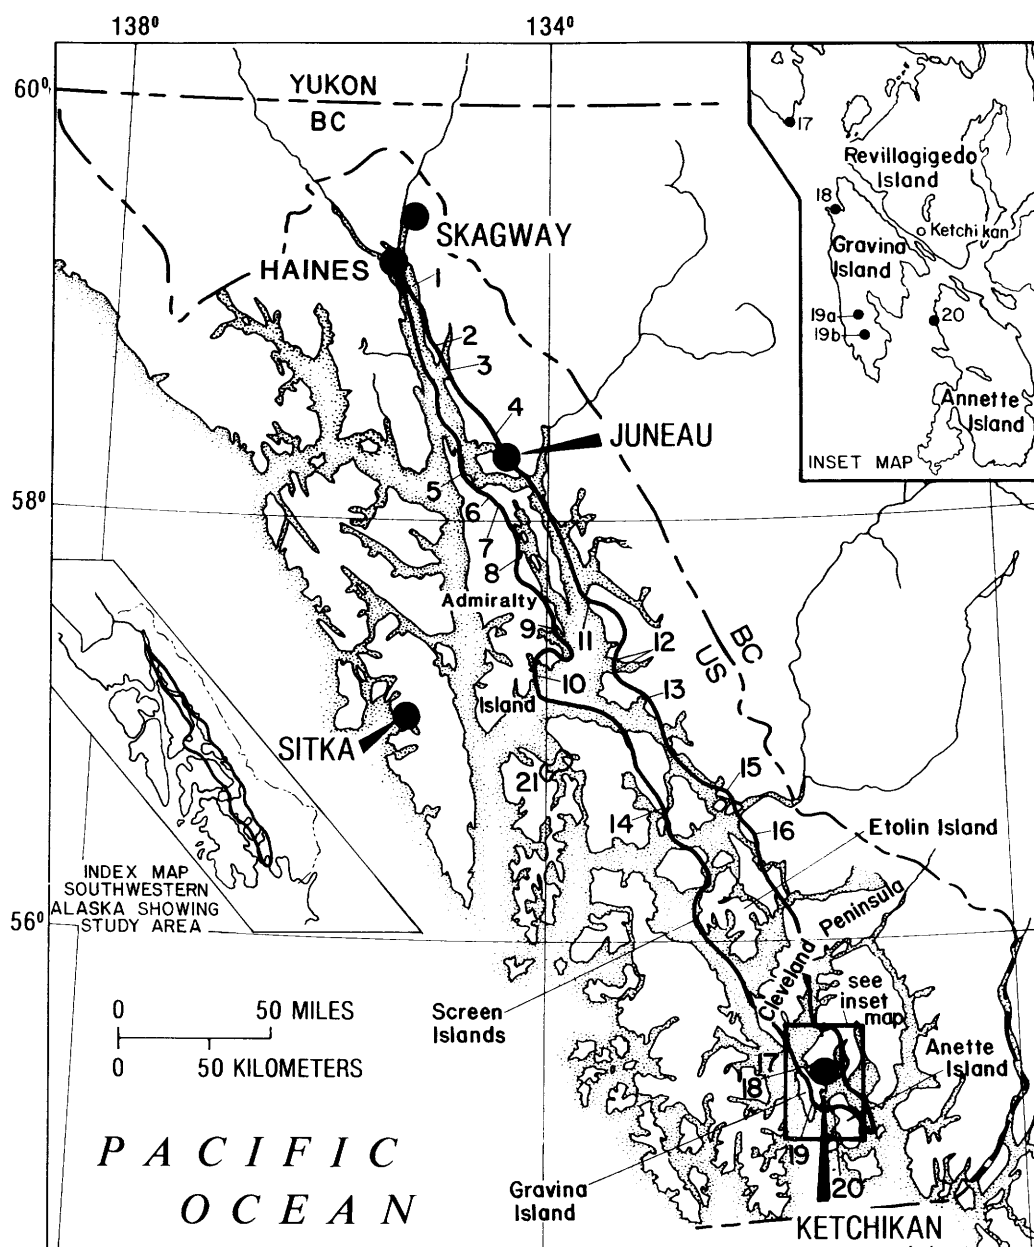 138°
134°
60°
YUKON
BC
17
Revillagigedo
Island
18
Ketchikan
Gravina
Island
19a
19b
20
Annette
Island
INSET MAP
SKAGWAY
HAINES
1
2
3
4
JUNEAU
5
6
58°
7
8
Admiralty
9
11
12
BC
US
10
13
Island
SITKA
21
15
14
16
Etolin Island
INDEX MAP
SOUTHWESTERN
ALASKA SHOWING
STUDY AREA
56°
Cleveland Peninsula
see
inset
map
0 50 MILES
0 50 KILOMETERS
Screen
Islands
Anette
Island
17
18
19
20
Gravina
Island
PACIFIC
OCEAN
KETCHIKAN